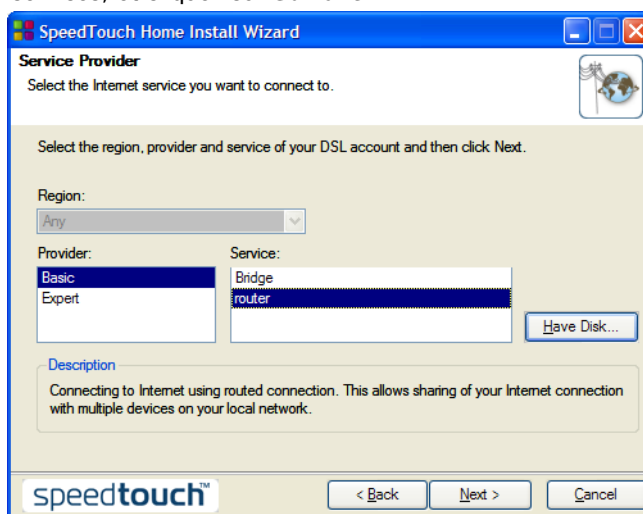 SpeedTouch Home Install Wizard
Service Provider
Select the Internet service you want to connect to.
Select the region, provider and service of your DSL account and then click Next.
Region:
Any
Provider:
Service:
Basic
Expert
Bridge
router
Have Disk...
Description
Connecting to Internet using routed connection. This allows sharing of your Internet connection
with multiple devices on your local network.
speedtouch™
< Back
Next >
Cancel